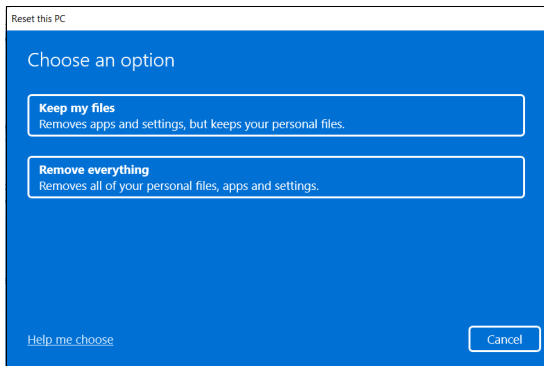 Reset this PC
Choose an option
Keep my files
Removes apps and settings, but keeps your personal files.
Remove everything
Removes all of your personal files, apps and settings.
Help me choose
Cancel